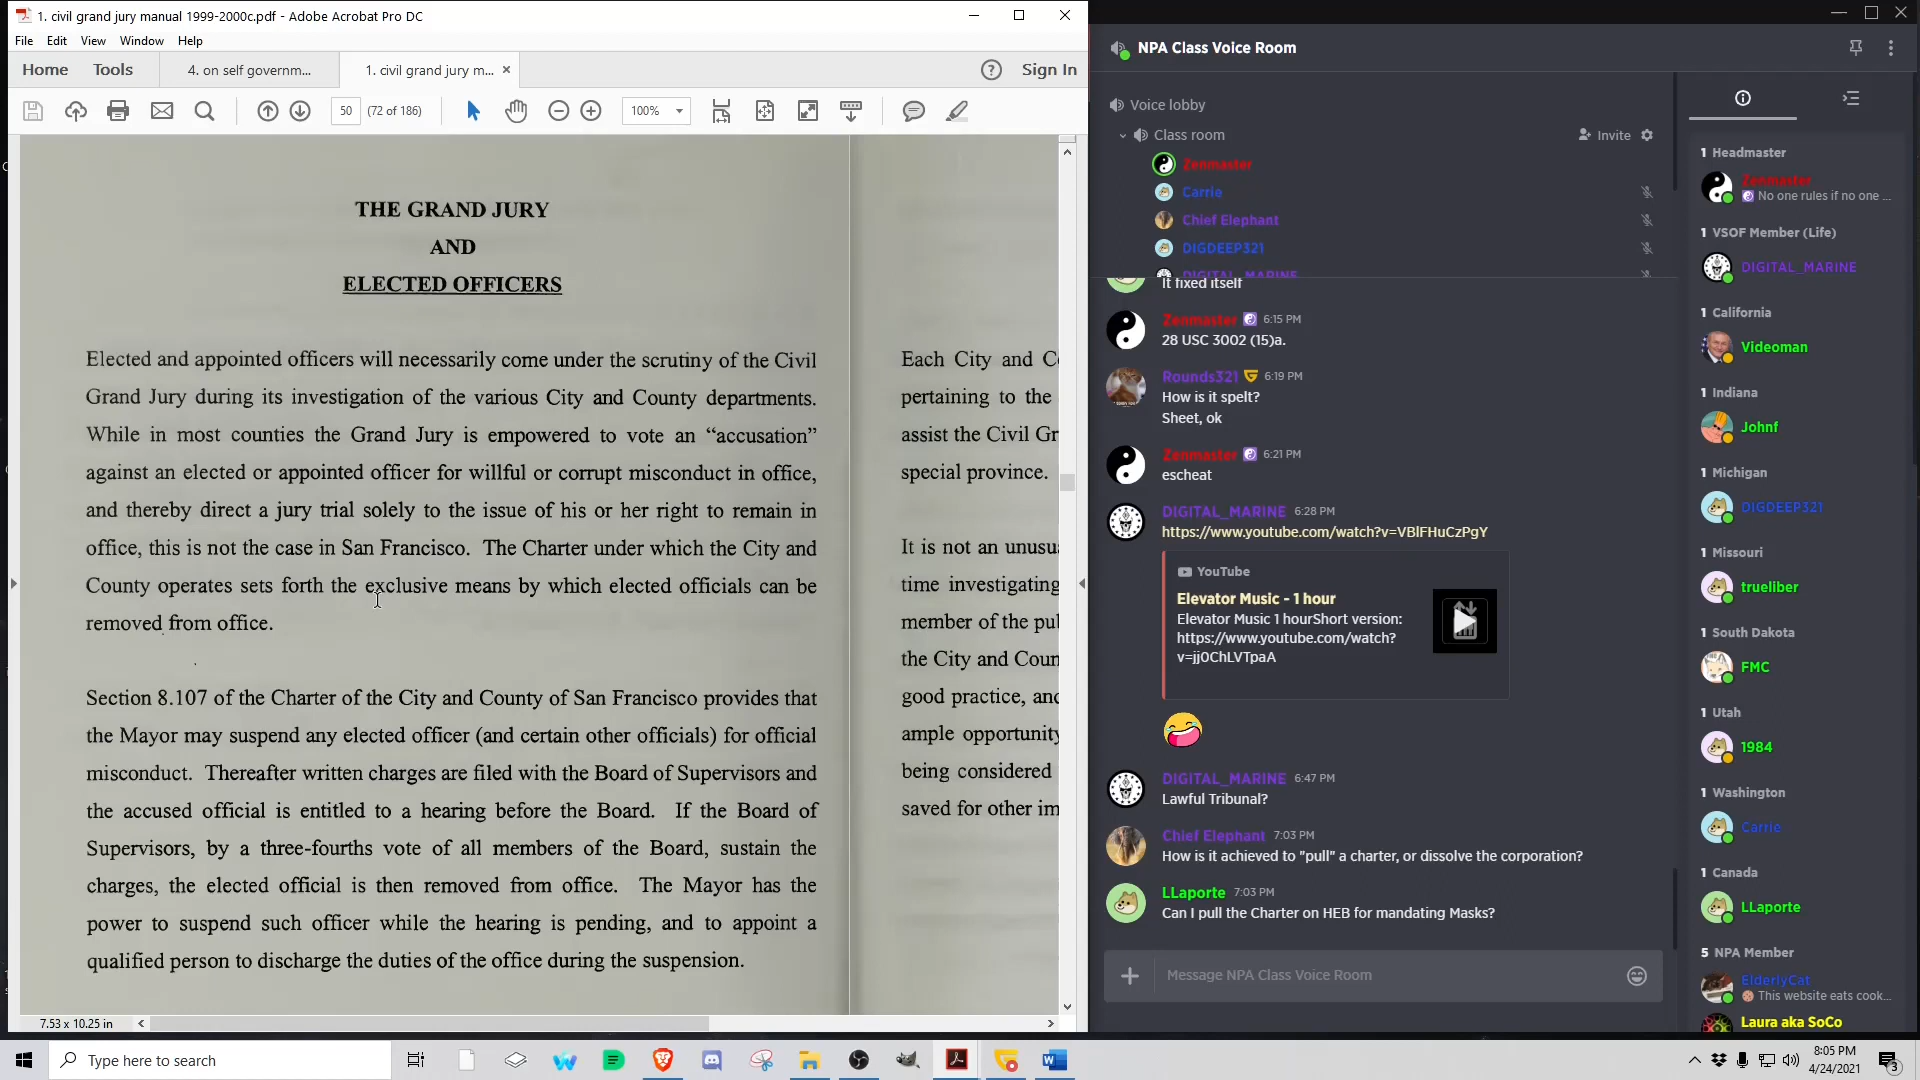 1. civil grand jury manual 1999-2000c.pdf - Adobe Acrobat Pro DC
File Edit View Window Help
Home Tools 4. on self governm... 1. civil grand jury m... × ? Sign In
50 (72 of 186) 100%
THE GRAND JURY
AND
ELECTED OFFICERS
Elected and appointed officers will necessarily come under the scrutiny of the Civil
Grand Jury during its investigation of the various City and County departments.
While in most counties the Grand Jury is empowered to vote an “accusation”
against an elected or appointed officer for willful or corrupt misconduct in office,
and thereby direct a jury trial solely to the issue of his or her right to remain in
office, this is not the case in San Francisco. The Charter under which the City and
County operates sets forth the exclusive means by which elected officials can be
removed from office.
Section 8.107 of the Charter of the City and County of San Francisco provides that
the Mayor may suspend any elected officer (and certain other officials) for official
misconduct. Thereafter written charges are filed with the Board of Supervisors and
the accused official is entitled to a hearing before the Board. If the Board of
Supervisors, by a three-fourths vote of all members of the Board, sustain the
charges, the elected official is then removed from office. The Mayor has the
power to suspend such officer while the hearing is pending, and to appoint a
qualified person to discharge the duties of the office during the suspension.
Each City and
pertaining to the
assist the Civil
special province.
It is not an
time investigating
member of the
the City and
good practice,
ample opportunity
being considered
saved for other
7.53 x 10.25 in
NPA Class Voice Room
Voice lobby
Class room Invite
Zenmaster
Carrie
Chief Elephant
DIGDEEP321
DIGITAL_MARINE
It fixed itself
Zenmaster 6:15 PM
28 USC 3002 (15)a.
Rounds321 6:19 PM
How is it spelt?
Sheet, ok
Zenmaster 6:21 PM
escheat
DIGITAL_MARINE 6:28 PM
https://www.youtube.com/watch?v=VBlFHuCzPgY
YouTube
Elevator Music - 1 hour
Elevator Music 1 hourShort version:
https://www.youtube.com/watch?
v=jj0ChLVTpaA
DIGITAL_MARINE 6:47 PM
Lawful Tribunal?
Chief Elephant 7:03 PM
How is it achieved to "pull" a charter, or dissolve the corporation?
LLaporte 7:03 PM
Can I pull the Charter on HEB for mandating Masks?
Message NPA Class Voice Room
1 Headmaster
Zenmaster
No one rules if no one ...
1 VSOF Member (Life)
DIGITAL_MARINE
1 California
Videoman
1 Indiana
Johnf
1 Michigan
DIGDEEP321
1 Missouri
trueliber
1 South Dakota
FMC
1 Utah
1984
1 Washington
Carrie
1 Canada
LLaporte
5 NPA Member
ElderlyCat
This website eats cook...
Laura aka SoCo
Type here to search
8:05 PM
4/24/2021
3